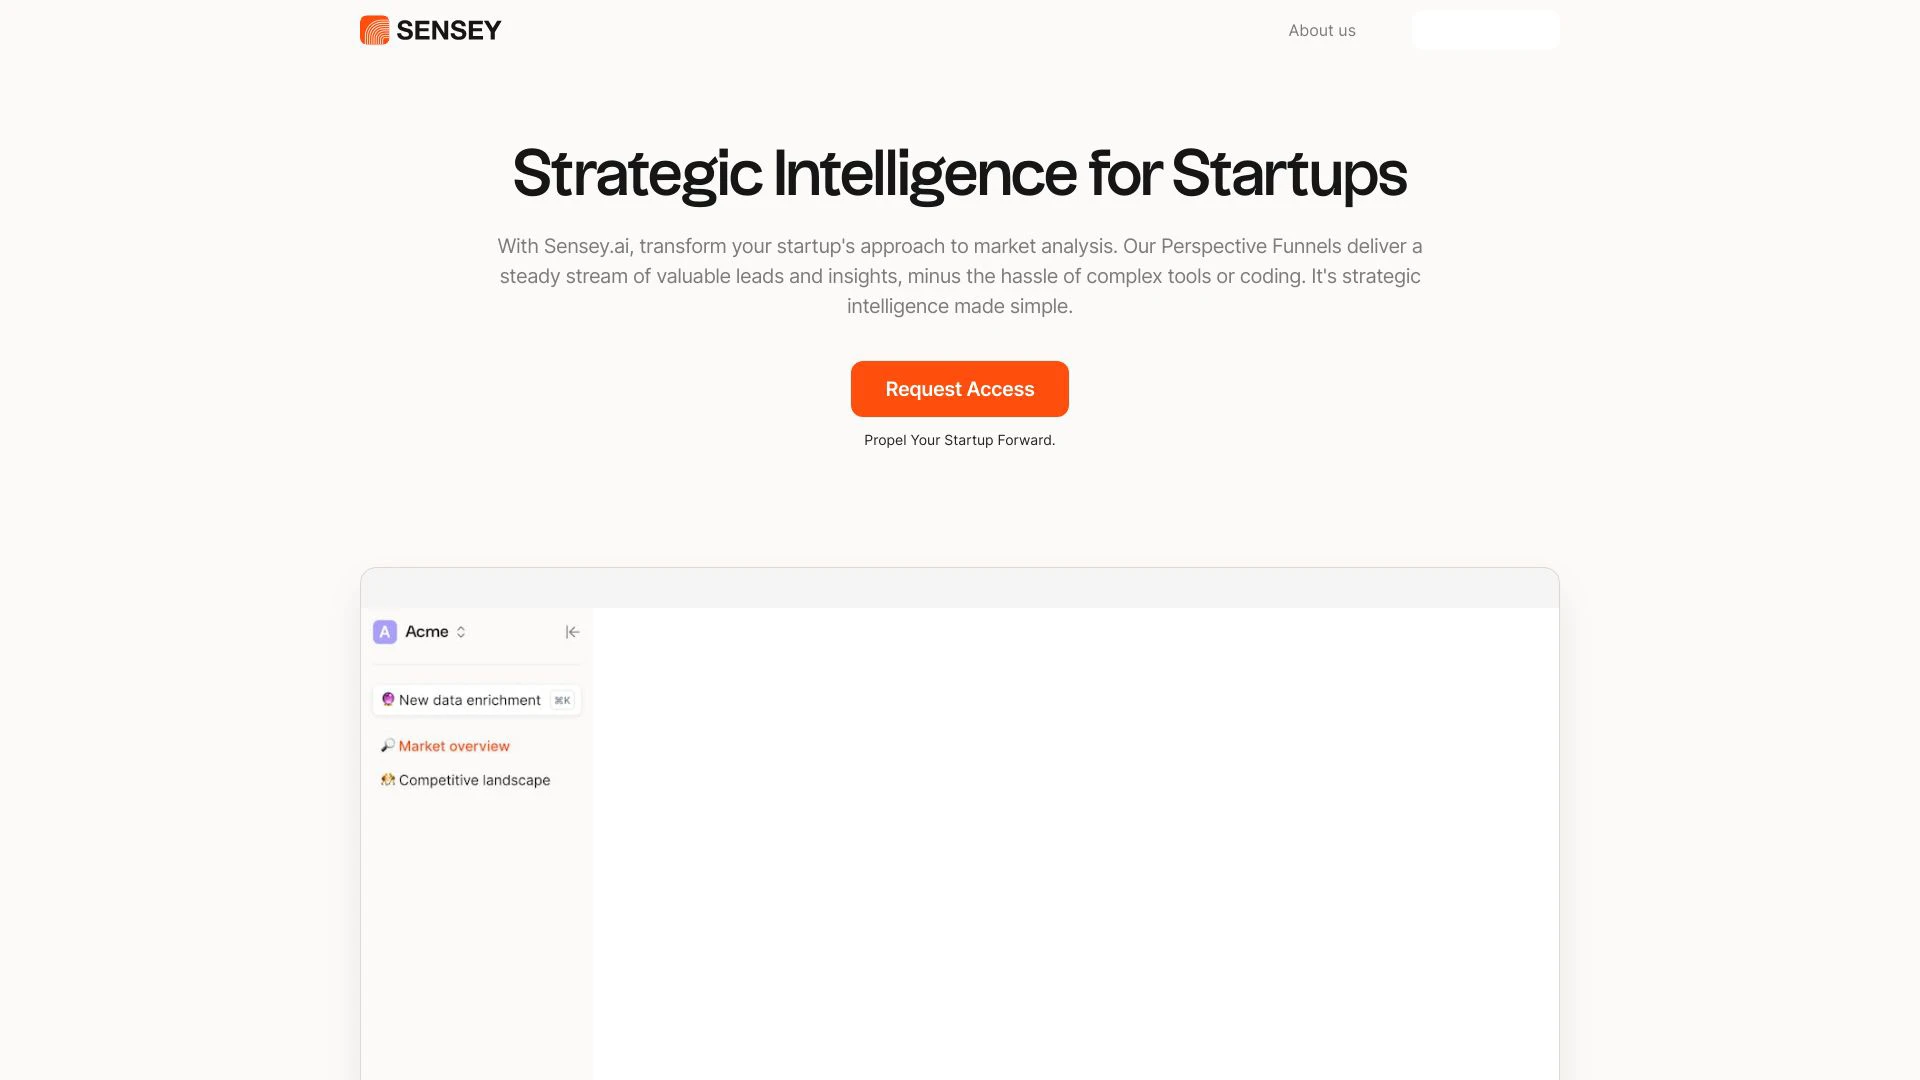 SENSEY
About us
Strategic Intelligence for Startups
With Sensey.ai, transform your startup's approach to market analysis. Our Perspective Funnels deliver a
steady stream of valuable leads and insights, minus the hassle of complex tools or coding. It's strategic
intelligence made simple.
Request Access
Propel Your Startup Forward.
A Acme
New data enrichment ⌘K
Market overview
Competitive landscape